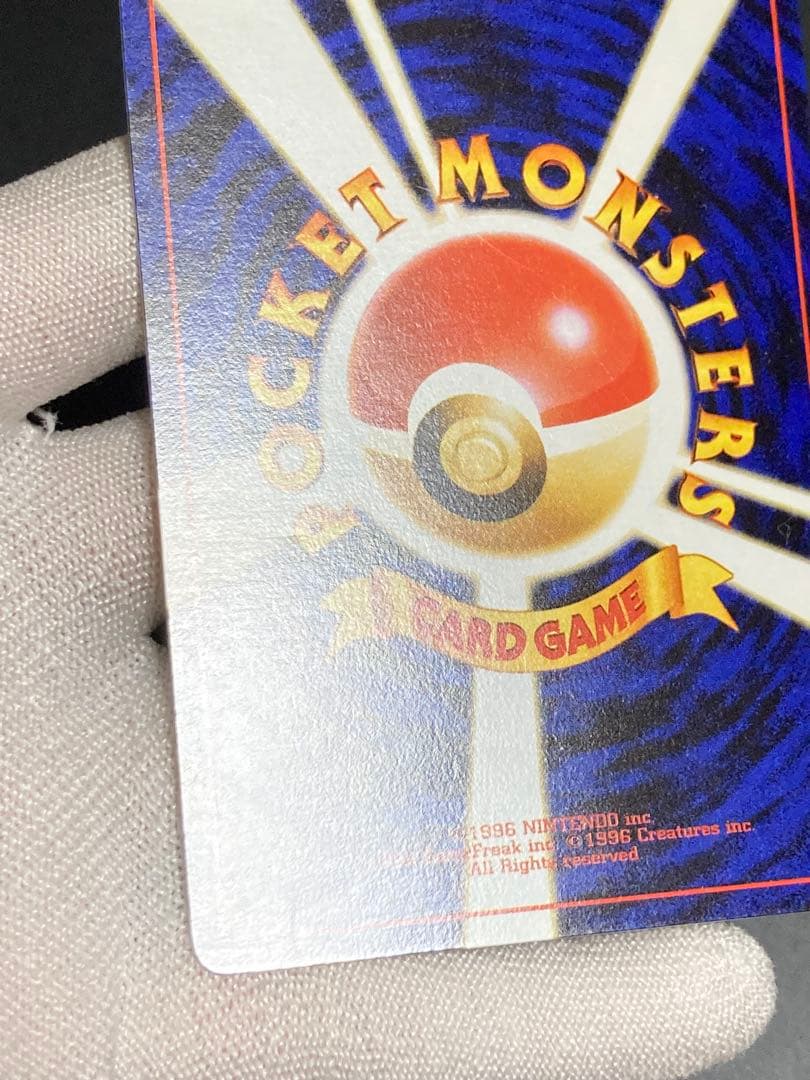 POCKET MONSTERS
CARD GAME
©1996 NINTENDO inc.
Freak inc. ©1996 Creatures inc.
All Rights reserved